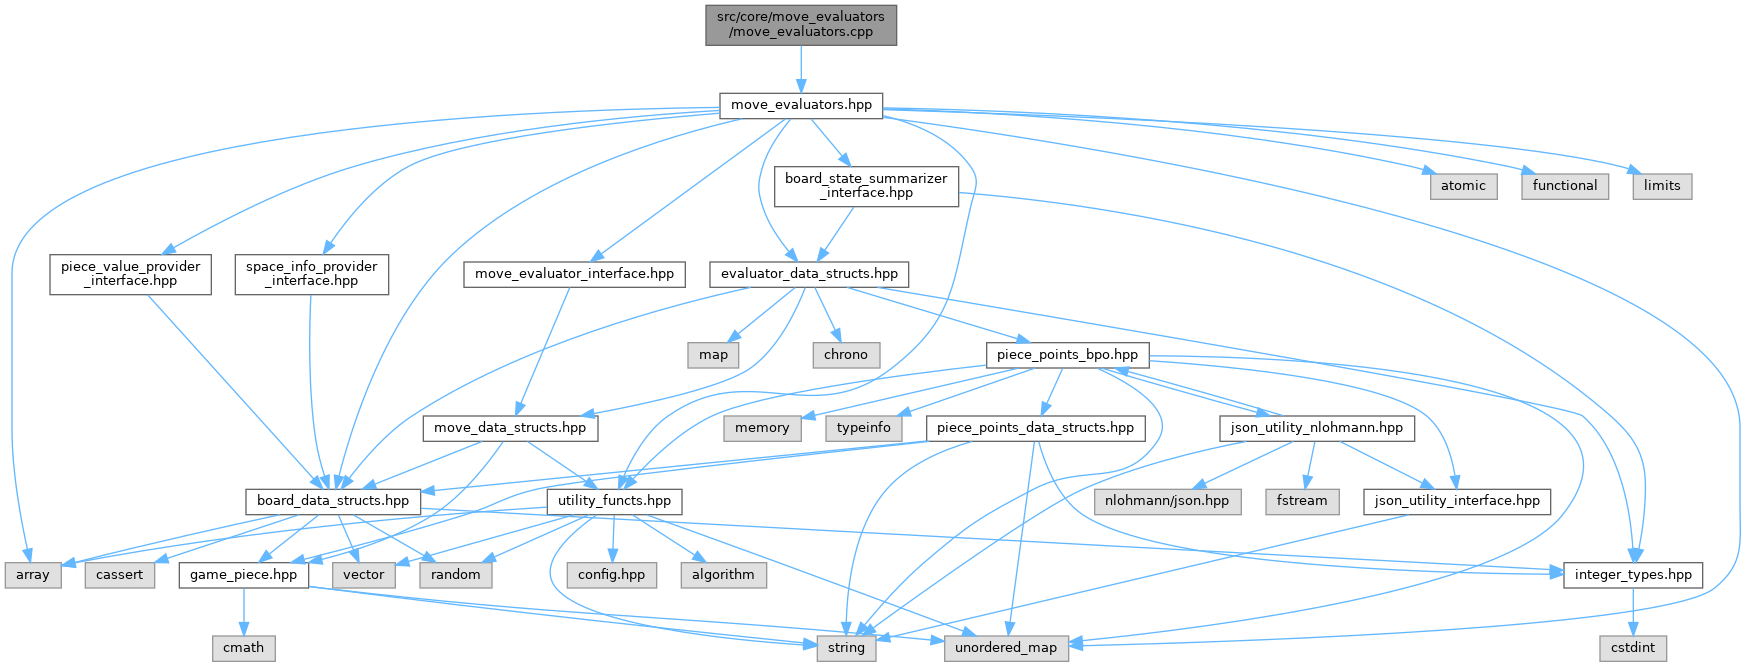 src/core/move_evaluators
/move_evaluators.cpp
move_evaluators.hpp
board_state_summarizer
_interface.hpp
atomic
functional
limits
piece_value_provider
_interface.hpp
space_info_provider
_interface.hpp
move_evaluator_interface.hpp
evaluator_data_structs.hpp
map
chrono
piece_points_bpo.hpp
move_data_structs.hpp
memory
typeinfo
piece_points_data_structs.hpp
json_utility_nlohmann.hpp
board_data_structs.hpp
utility_functs.hpp
nlohmann/json.hpp
fstream
json_utility_interface.hpp
array
cassert
game_piece.hpp
vector
random
config.hpp
algorithm
integer_types.hpp
cmath
string
unordered_map
cstdint